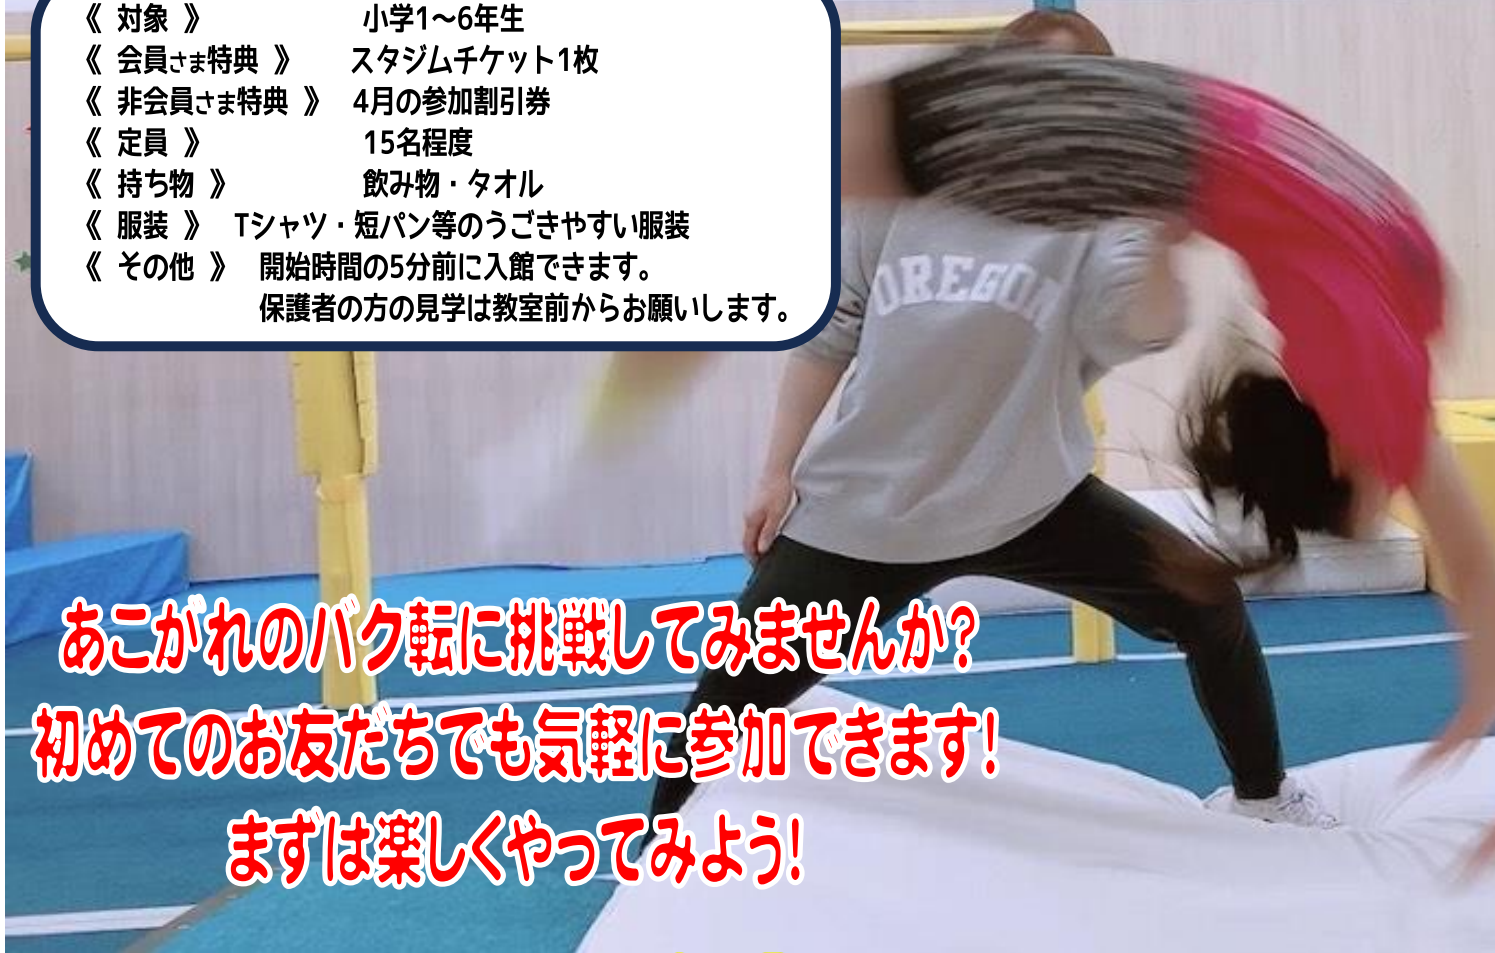 《 対象 》 小学1～6年生
《 会員さま特典 》 スタジムチケット1枚
《 非会員さま特典 》 4月の参加割引券
《 定員 》 15名程度
《 持ち物 》 飲み物・タオル
《 服装 》 Tシャツ・短パン等のうごきやすい服装
《 その他 》 開始時間の5分前に入館できます。
保護者の方の見学は教室前からお願いします。
OREGON
あこがれのバク転に挑戦してみませんか?
初めてのお友だちでも気軽に参加できます!
まずは楽しくやってみよう!